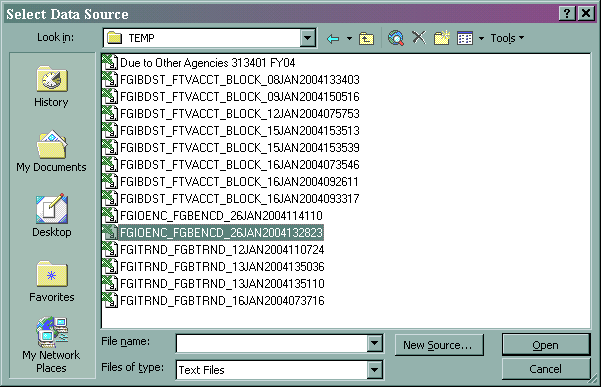 Select Data Source
Look in: TEMP Tools
Due to Other Agencies 313401 FY04
FGIBDST_FTVACCT_BLOCK_08JAN2004133403
FGIBDST_FTVACCT_BLOCK_09JAN2004150516
FGIBDST_FTVACCT_BLOCK_12JAN2004075753
FGIBDST_FTVACCT_BLOCK_15JAN2004153513
FGIBDST_FTVACCT_BLOCK_15JAN2004153539
FGIBDST_FTVACCT_BLOCK_16JAN2004073546
FGIBDST_FTVACCT_BLOCK_16JAN2004092611
FGIBDST_FTVACCT_BLOCK_16JAN2004093317
FGIOENC_FGBENCD_26JAN2004114110
FGIOENC_FGBENCD_26JAN2004132823
FGITRND_FGBTRND_12JAN2004110724
FGITRND_FGBTRND_13JAN2004135036
FGITRND_FGBTRND_13JAN2004135110
FGITRND_FGBTRND_16JAN2004073716
History
My Documents
Desktop
Favorites
My Network
Places
File name: New Source... Open
Files of type: Text Files Cancel